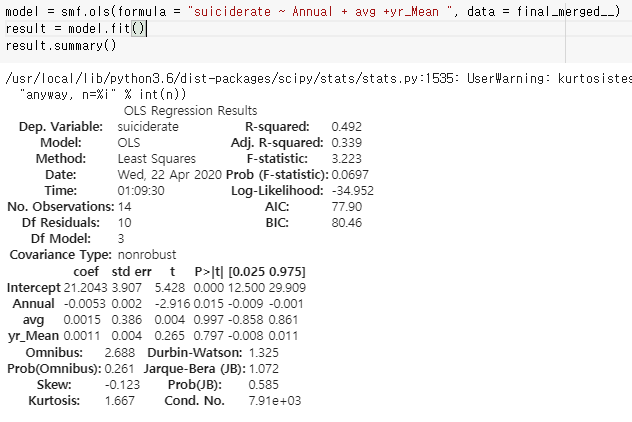 model = smf.ols(formula = "suiciderate ~ Annual + avg +yr_Mean ", data = final_merged__)
result = model.fit()
result.summary()
/usr/local/lib/python3.6/dist-packages/scipy/stats/stats.py:1535: UserWarning: kurtosistes
"anyway, n=%i" % int(n))
OLS Regression Results
Dep. Variable: suiciderate R-squared: 0.492
Model: OLS Adj. R-squared: 0.339
Method: Least Squares F-statistic: 3.223
Date: Wed, 22 Apr 2020 Prob (F-statistic): 0.0697
Time: 01:09:30 Log-Likelihood: -34.952
No. Observations: 14 AIC: 77.90
Df Residuals: 10 BIC: 80.46
Df Model: 3
Covariance Type: nonrobust
coef std err t P>|t| [0.025 0.975]
Intercept 21.2043 3.907 5.428 0.000 12.500 29.909
Annual -0.0053 0.002 -2.916 0.015 -0.009 -0.001
avg 0.0015 0.386 0.004 0.997 -0.858 0.861
yr_Mean 0.0011 0.004 0.265 0.797 -0.008 0.011
Omnibus: 2.688 Durbin-Watson: 1.325
Prob(Omnibus): 0.261 Jarque-Bera (JB): 1.072
Skew: -0.123 Prob(JB): 0.585
Kurtosis: 1.667 Cond. No. 7.91e+03